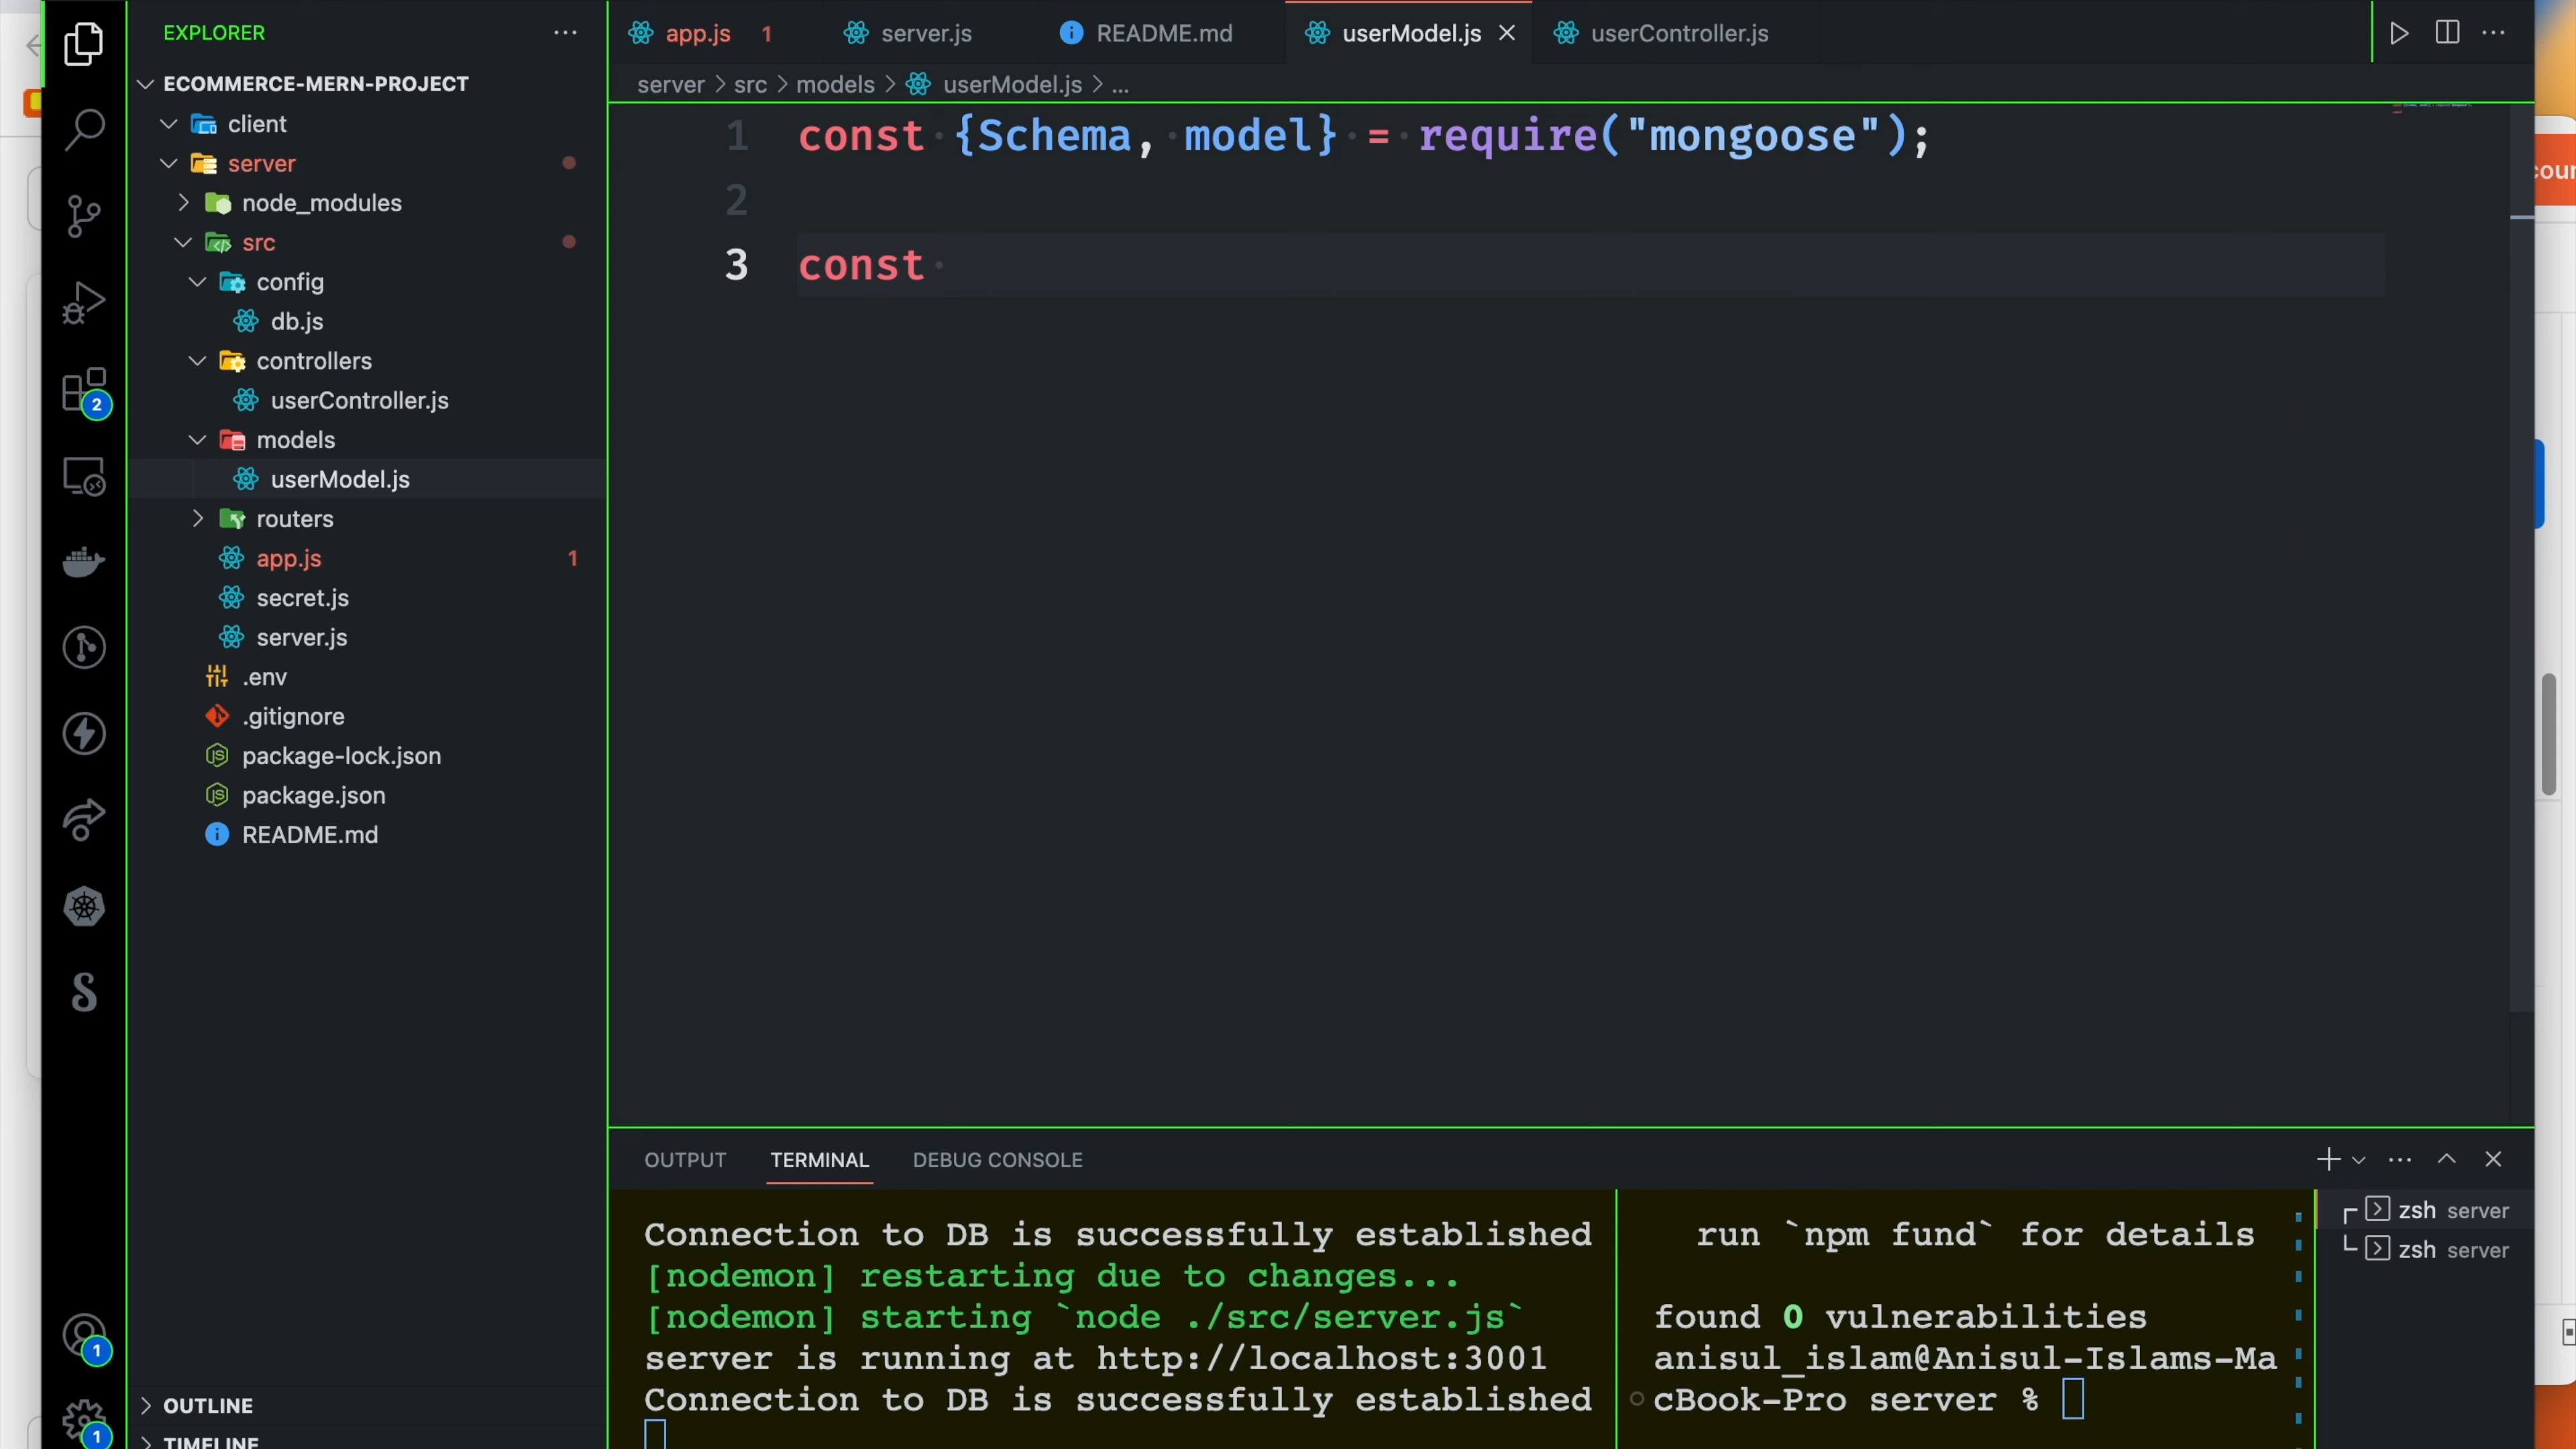 EXPLORER
ECOMMERCE-MERN-PROJECT
client
server
node_modules
src
config
db.js
controllers
userController.js
models
userModel.js
routers
app.js 1
secret.js
server.js
.env
.gitignore
package-lock.json
package.json
README.md
OUTLINE
TIMELINE
2
1
1
app.js 1
server.js
README.md
userModel.js
userController.js
server > src > models > userModel.js > ...
1 const {Schema, model} = require("mongoose");
2
3 const
OUTPUT
TERMINAL
DEBUG CONSOLE
Connection to DB is successfully established
[nodemon] restarting due to changes...
[nodemon] starting `node ./src/server.js`
server is running at http://localhost:3001
Connection to DB is successfully established
run `npm fund` for details
found 0 vulnerabilities
anisul_islam@Anisul-Islams-Ma
cBook-Pro server %
zsh server
zsh server